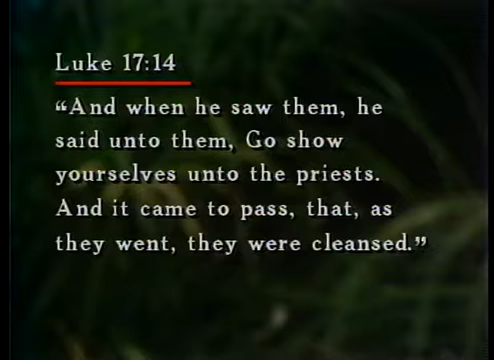 Luke 17:14
“And when he saw them, he
said unto them, Go show
yourselves unto the priests.
And it came to pass, that, as
they went, they were cleansed.”